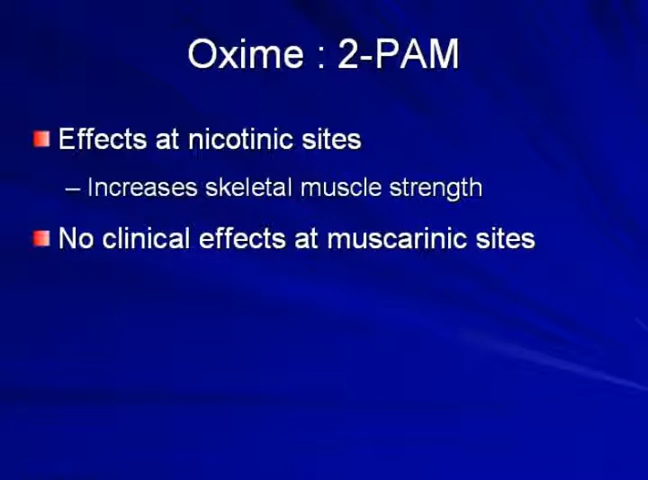 Oxime : 2-PAM
Effects at nicotinic sites
– Increases skeletal muscle strength
No clinical effects at muscarinic sites